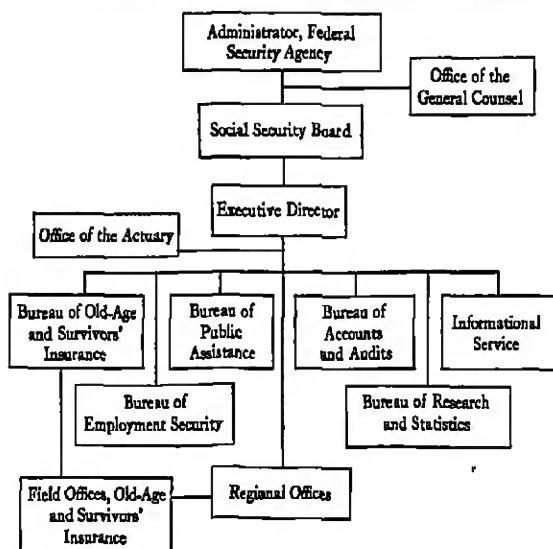 Administrator, Federal
Security Agency
Office of the
General Counsel
Social Security Board
Executive Director
Office of the Actuary
Bureau of Old-Age
and Survivors'
Insurance
Bureau of
Public
Assistance
Bureau of
Accounts
and Audits
Informational
Service
Bureau of
Employment Security
Bureau of Research
and Statistics
Field Offices, Old-Age
and Survivors'
Insurance
Regional Offices